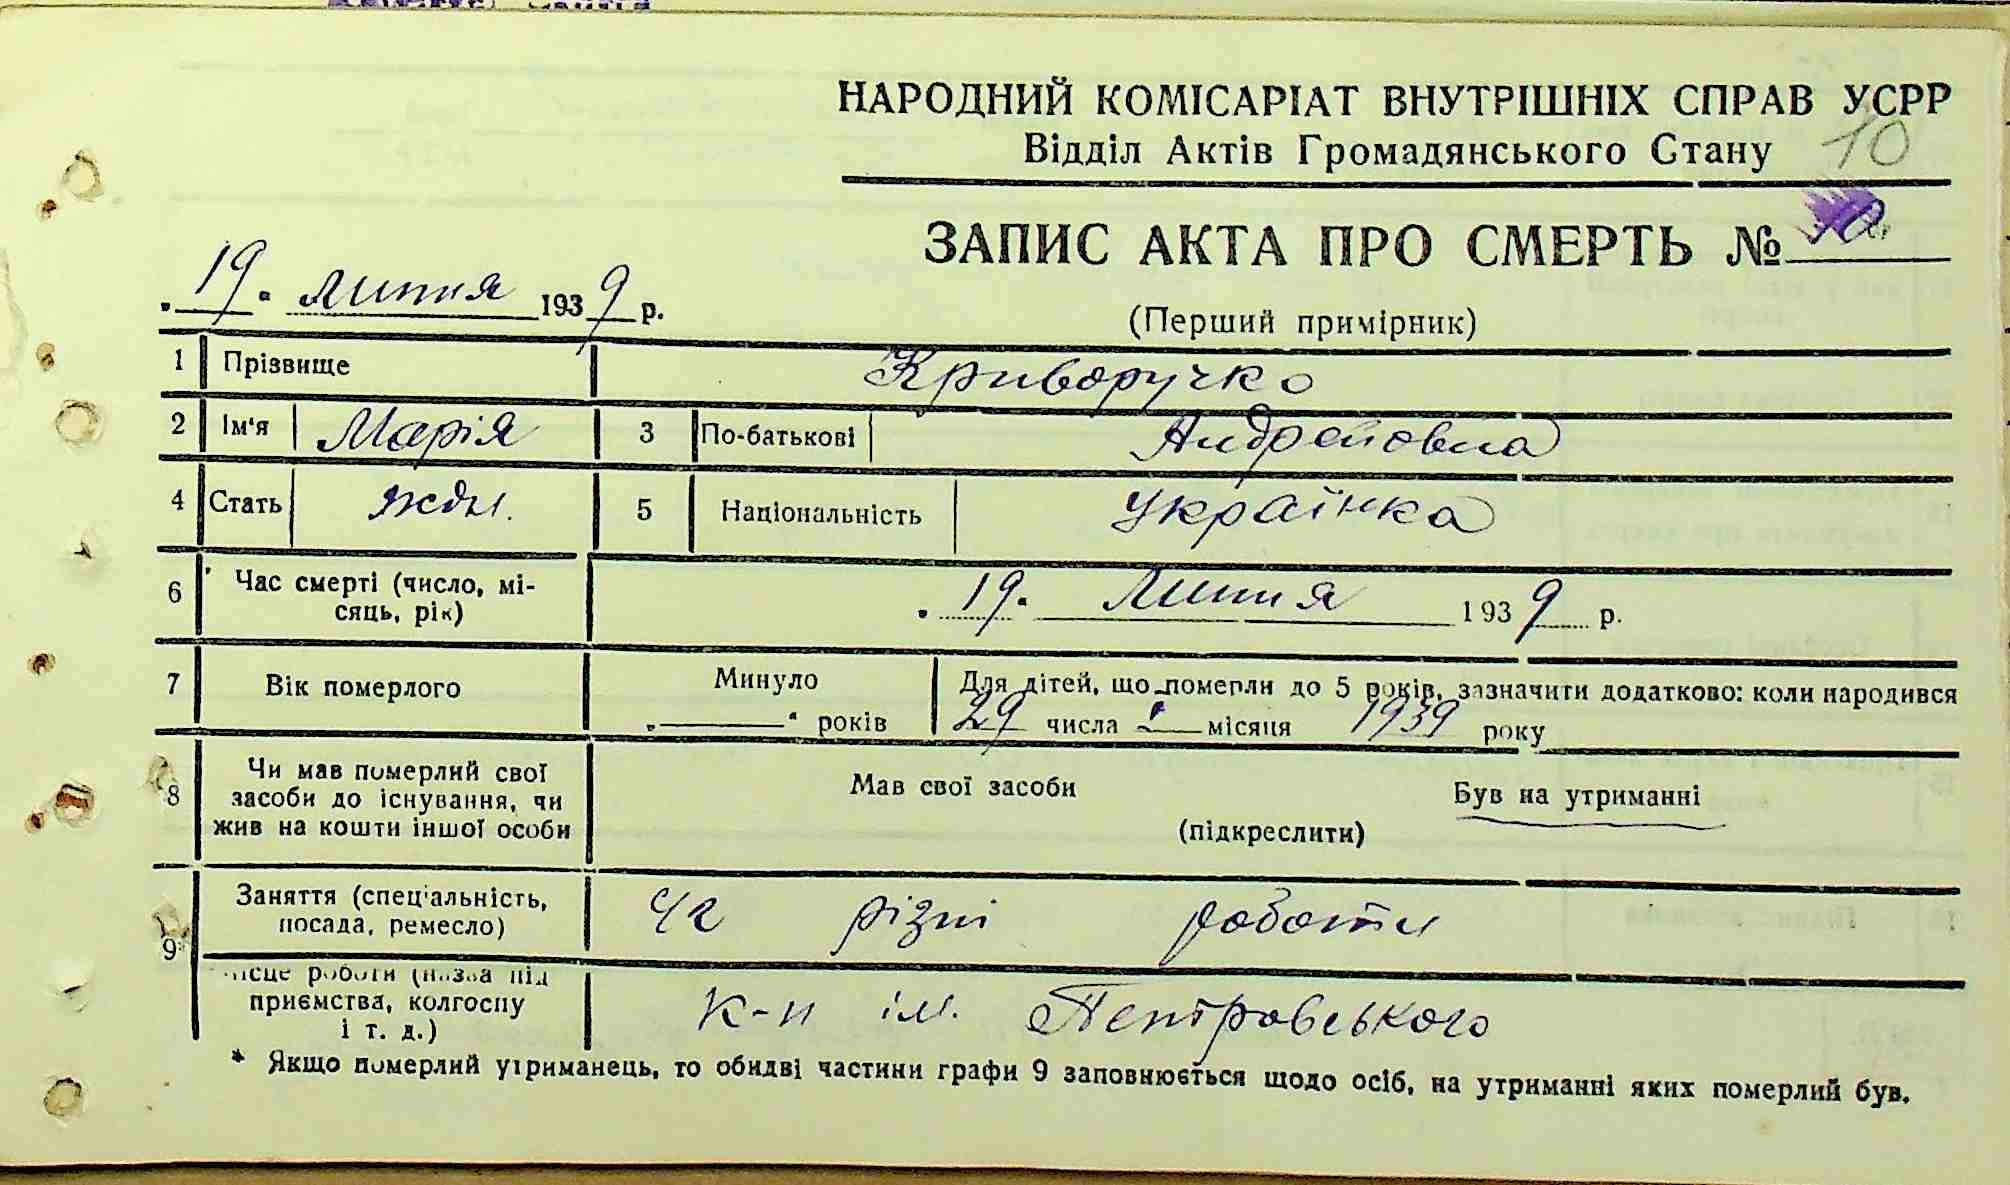 НАРОДНИЙ КОМІСАРІАТ ВНУТРІШНІХ СПРАВ УСРР
Відділ Актів Громадянського Стану 10
ЗАПИС АКТА ПРО СМЕРТЬ №
„19" липня 1939 р.
(Перший примірник)
1 Прізвище Криворучко
2 Ім'я Марія 3 По-батькові Андрєйовна
4 Стать 5 Національність Українка
6 Час смерті (число, мі-
сяць, рік) „19" Липня 1939 р.
7 Вік померлого Минуло „—" років Для дітей, що померли до 5 років, зазначити додатково: коли народився
29 числа місяця 1939 року
8 Чи мав померлий свої
засоби до існування, чи
жив на кошти іншої особи
Мав свої засоби Був на утриманні
(підкреслити)
9* Заняття (спеціальність,
посада, ремесло) різні роботи
Місце роботи (назва під
приємства, колгоспу
і т. д.) к-п ім. Петровського
* Якщо померлий утриманець, то обидві частини графи 9 заповнюється щодо осіб, на утриманні яких померлий був.